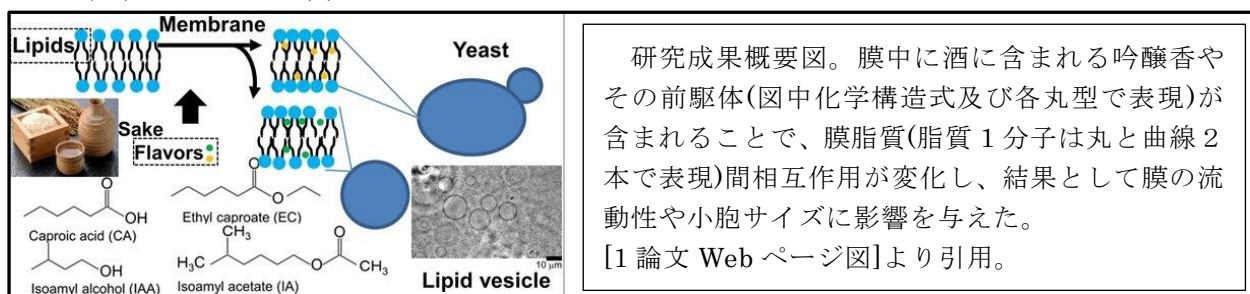 Lipids
Membrane
Yeast
Sake
Flavors
OH
O
Caproic acid (CA)
O
O
Ethyl caproate (EC)
OH
Isoamyl alcohol (IAA)
CH3
H3C
O
O
CH3
Isoamyl acetate (IA)
10 μm
Lipid vesicle
研究成果概要図。膜中に酒に含まれる吟醸香や
その前駆体(図中化学構造式及び各丸型で表現)が
含まれることで、膜脂質(脂質 1 分子は丸と曲線 2
本で表現)間相互作用が変化し、結果として膜の流
動性や小胞サイズに影響を与えた。
[1 論文 Web ページ図]より引用。